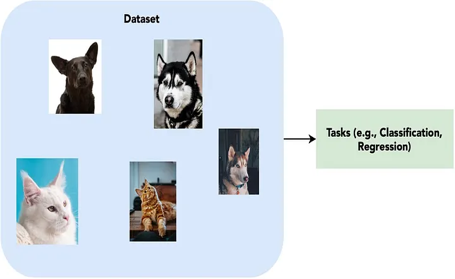 Dataset
Tasks (e.g., Classification,
Regression)